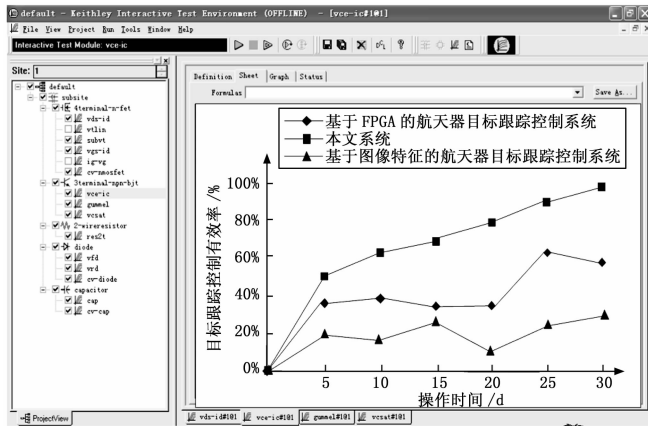 default - Keithley Interactive Test Environment (OFFLINE) - [vce-ic#1@1]
File View Project Run Tools Window Help
Interactive Test Module: vce-ic
Site: 1
default
subsite
4terminal-n-fet
vds-id
vtlin
subvt
vgs-id
ig-vg
cv-nmosfet
3terminal-npn-bjt
vce-ic
gummel
vcsat
2-wireresistor
res2t
diode
vfd
vrd
cv-diode
capacitor
cap
cv-cap
ProjectView
Definition Sheet Graph Status
Formulas
Save As...
基于 FPGA 的航天器目标跟踪控制系统
本文系统
基于图像特征的航天器目标跟踪控制系统
目标跟踪控制有效率 /%
100%
80%
60%
40%
20%
0%
5 10 15 20 25 30
操作时间 /d
vds-id#1@1 vce-ic#1@1 gummel#1@1 vcsat#1@1